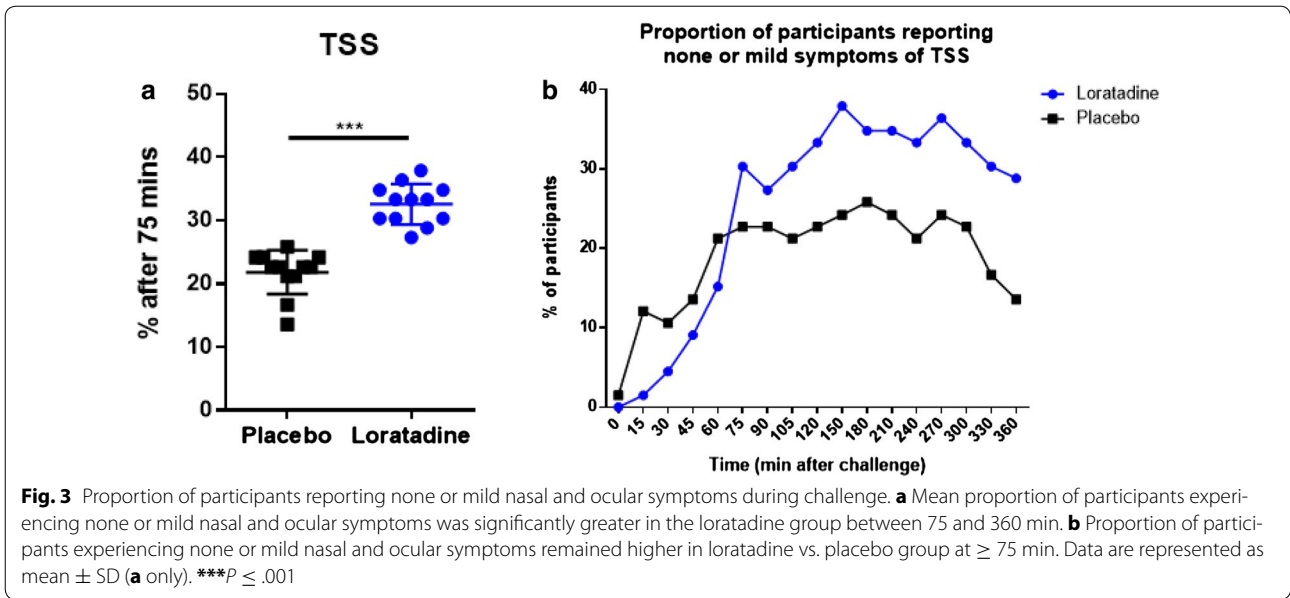 TSS
a
% after 75 mins
50
40
30
20
10
0
***
Placebo
Loratadine
Proportion of participants reporting
none or mild symptoms of TSS
b
% of participants
40
30
20
10
0
0 15 30 45 60 75 90 105 120 150 180 210 240 270 300 330 360
Time (min after challenge)
Loratadine
Placebo
Fig. 3 Proportion of participants reporting none or mild nasal and ocular symptoms during challenge. a Mean proportion of participants experi-
encing none or mild nasal and ocular symptoms was significantly greater in the loratadine group between 75 and 360 min. b Proportion of partici-
pants experiencing none or mild nasal and ocular symptoms remained higher in loratadine vs. placebo group at ≥ 75 min. Data are represented as
mean ± SD (a only). ***P ≤ .001